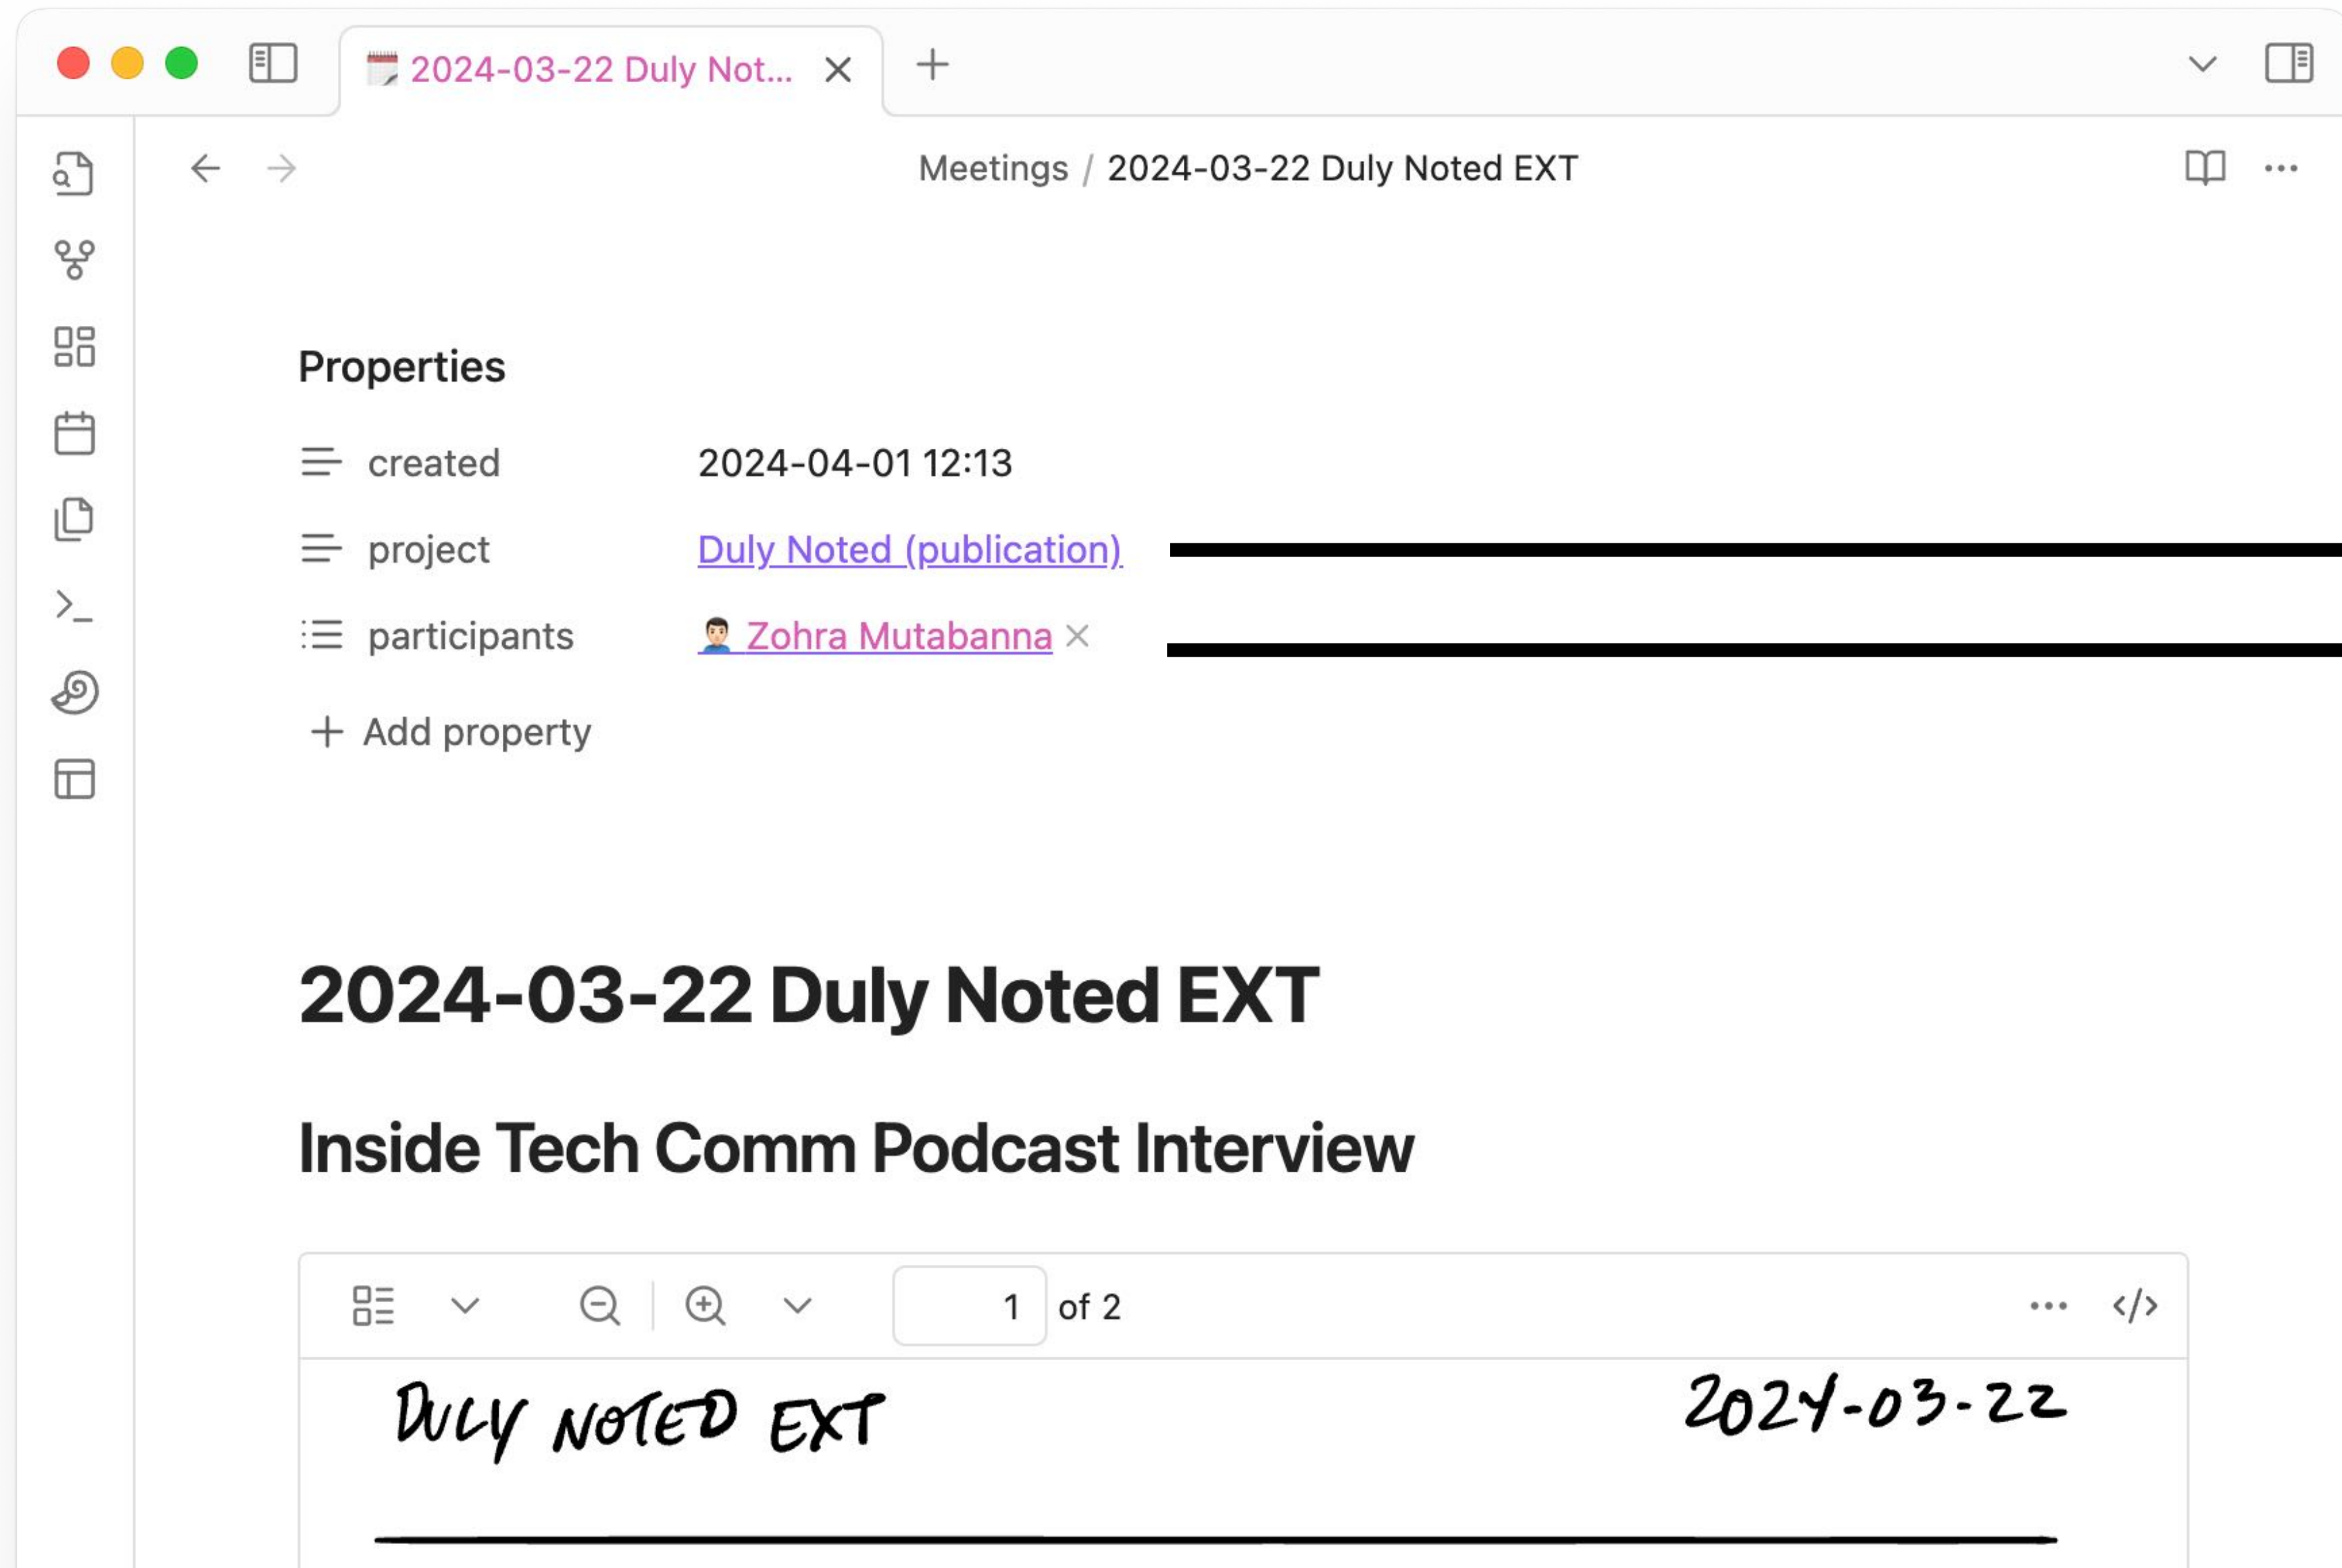 2024-03-22 Duly Not...
Meetings / 2024-03-22 Duly Noted EXT
Properties
created 2024-04-01 12:13
project Duly Noted (publication)
participants Zohra Mutabanna
Add property
2024-03-22 Duly Noted EXT
Inside Tech Comm Podcast Interview
1 of 2
DULY NOTED EXT 2024-03-22